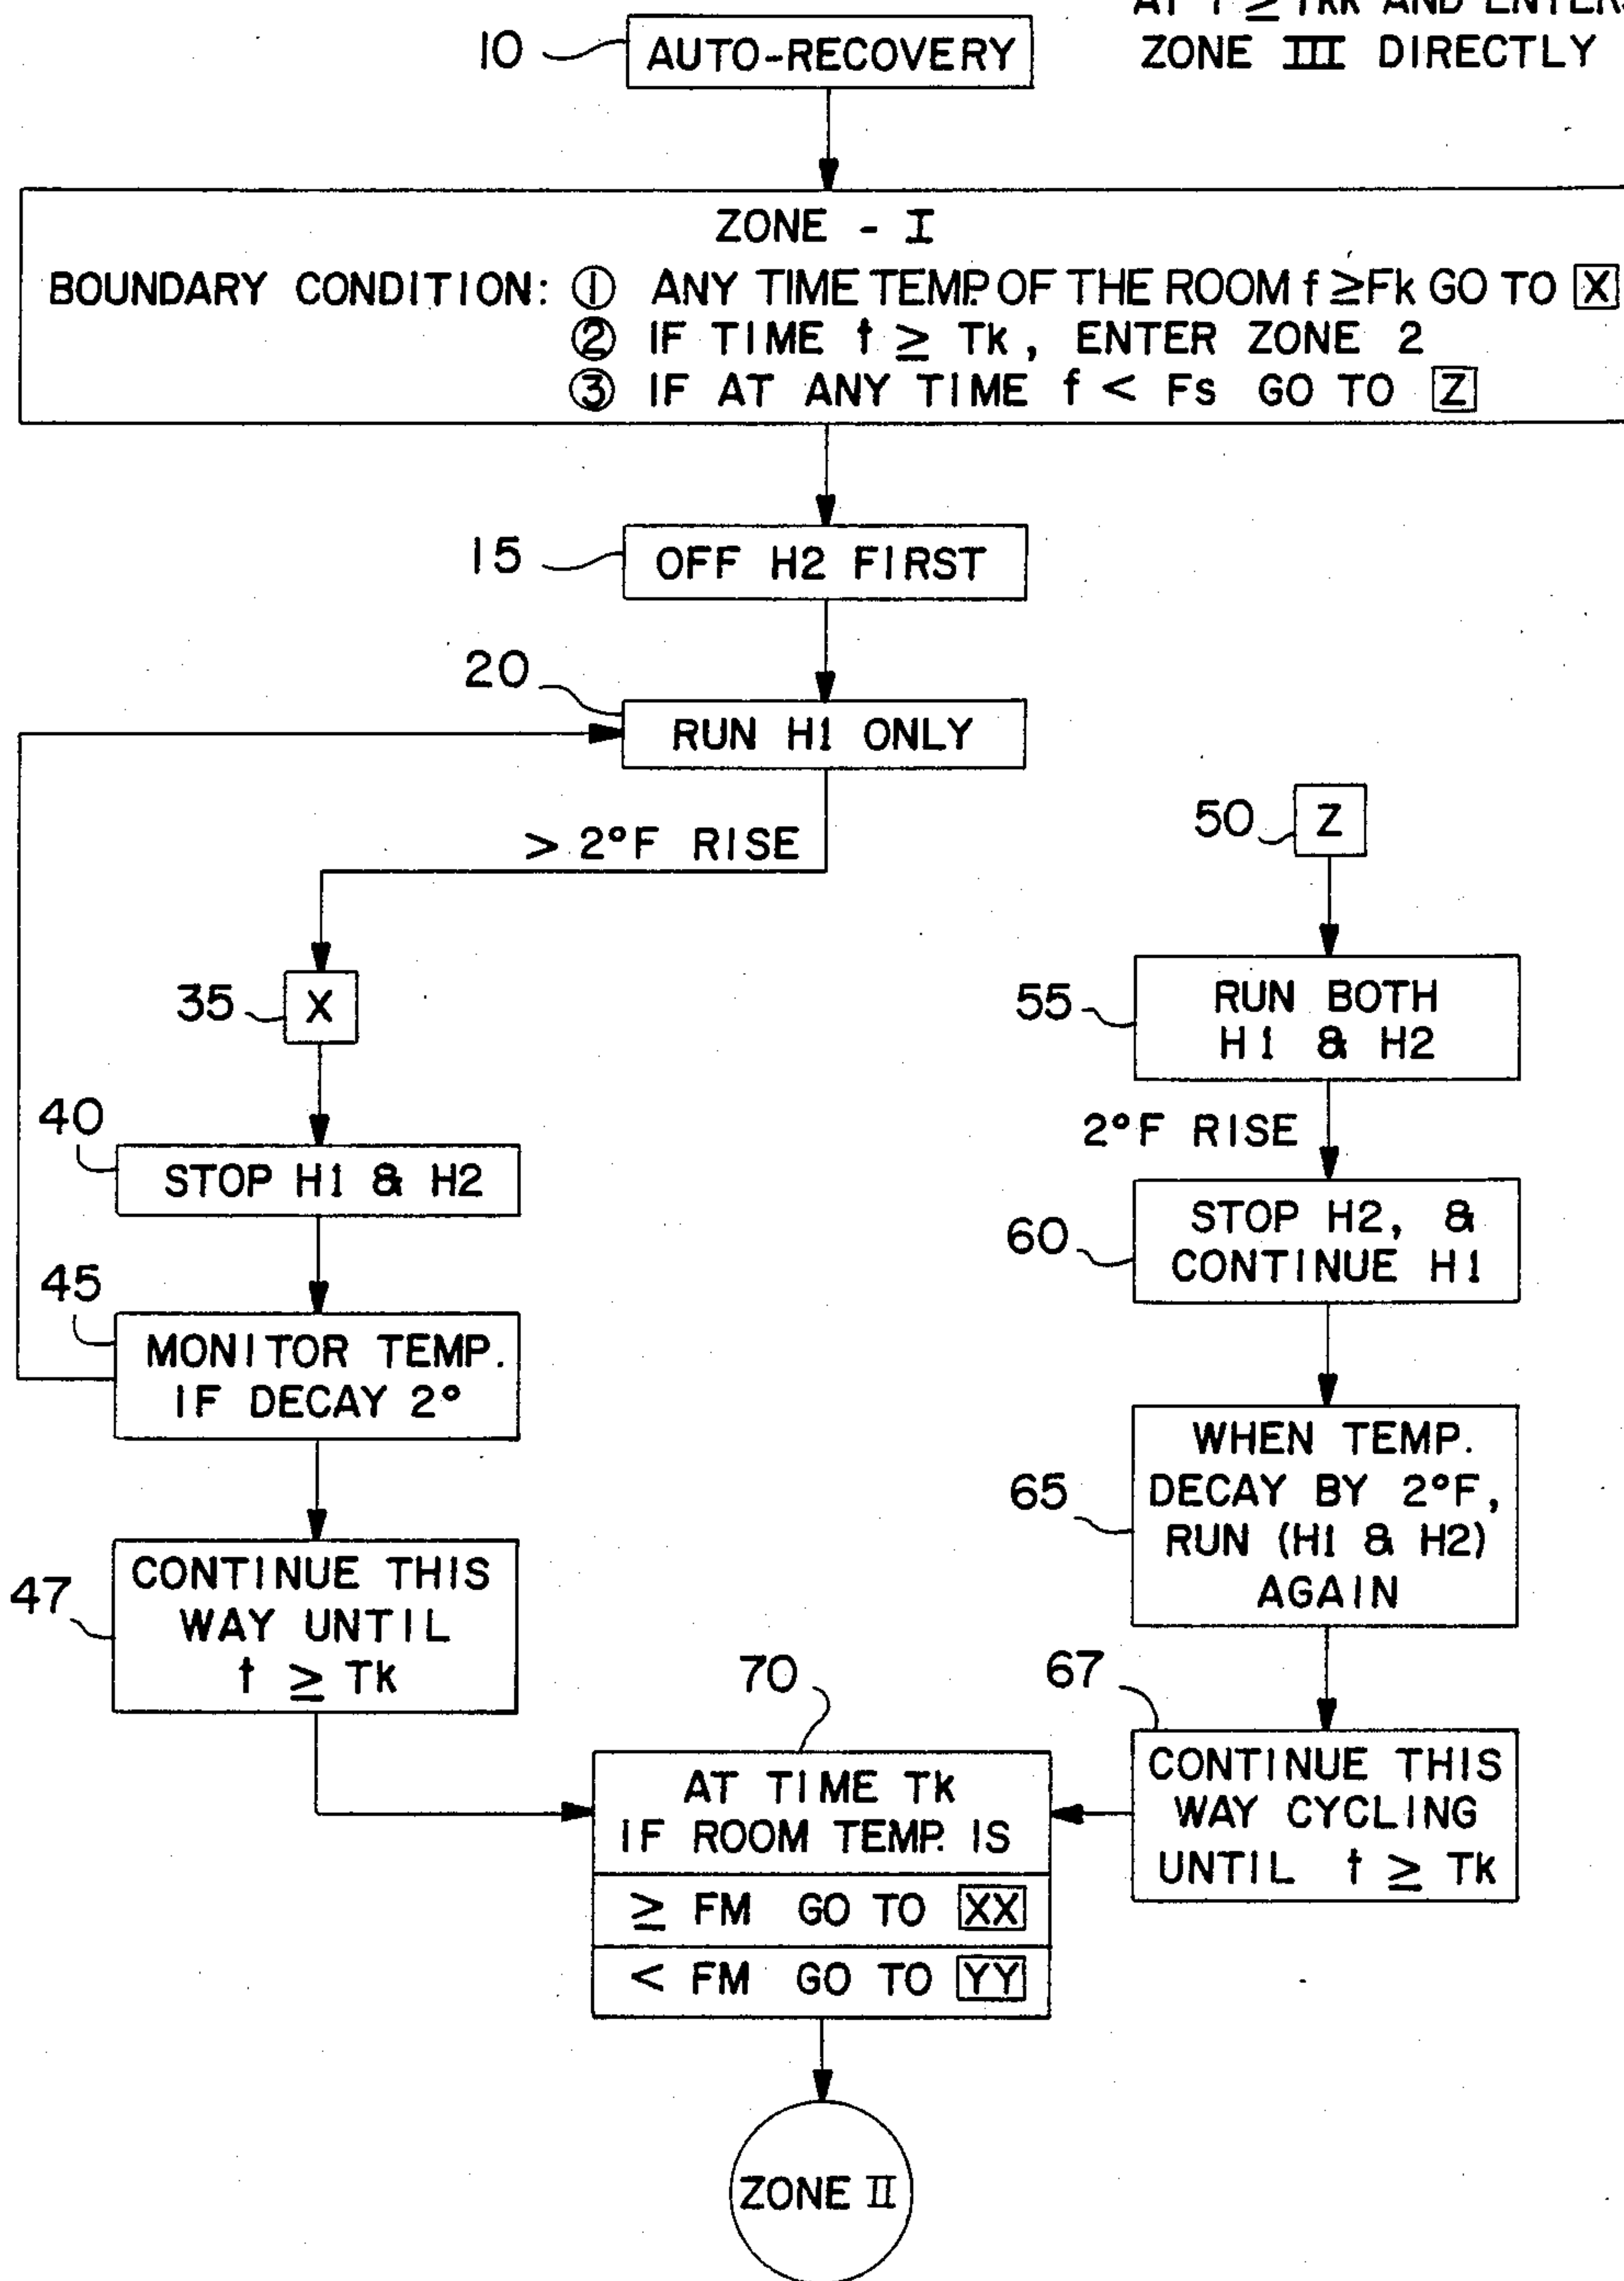 AT T ≥ TKK AND ENTERS
ZONE III DIRECTLY
10
AUTO-RECOVERY
ZONE - I
BOUNDARY CONDITION: ① ANY TIME TEMP. OF THE ROOM f ≥ Fk GO TO X
② IF TIME t ≥ Tk, ENTER ZONE 2
③ IF AT ANY TIME f < Fs GO TO Z
15
OFF H2 FIRST
20
RUN H1 ONLY
> 2°F RISE
35
X
40
STOP H1 & H2
45
MONITOR TEMP.
IF DECAY 2°
47
CONTINUE THIS
WAY UNTIL
t ≥ Tk
50
Z
55
RUN BOTH
H1 & H2
2°F RISE
60
STOP H2, &
CONTINUE H1
65
WHEN TEMP.
DECAY BY 2°F,
RUN (H1 & H2)
AGAIN
67
CONTINUE THIS
WAY CYCLING
UNTIL t ≥ Tk
70
AT TIME Tk
IF ROOM TEMP. IS
≥ FM GO TO XX
< FM GO TO YY
ZONE II